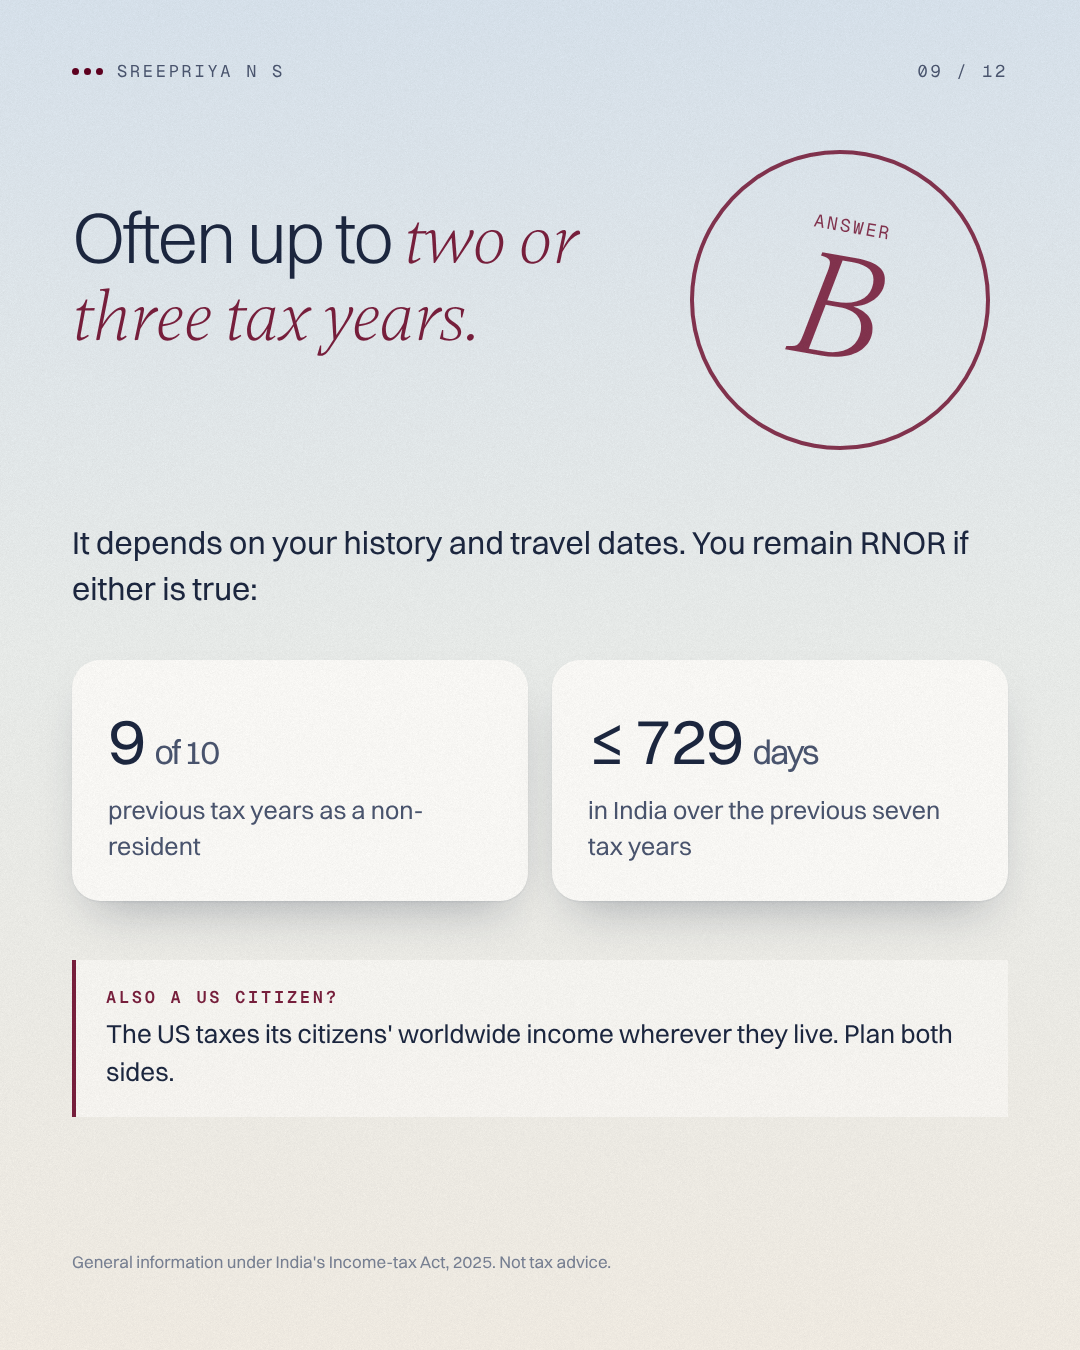 SREEPRIYA N S
09 / 12
Often up to two or
three tax years.
ANSWER
B
It depends on your history and travel dates. You remain RNOR if
either is true:
9 of 10
previous tax years as a non-
resident
≤ 729 days
in India over the previous seven
tax years
ALSO A US CITIZEN?
The US taxes its citizens' worldwide income wherever they live. Plan both
sides.
General information under India's Income-tax Act, 2025. Not tax advice.